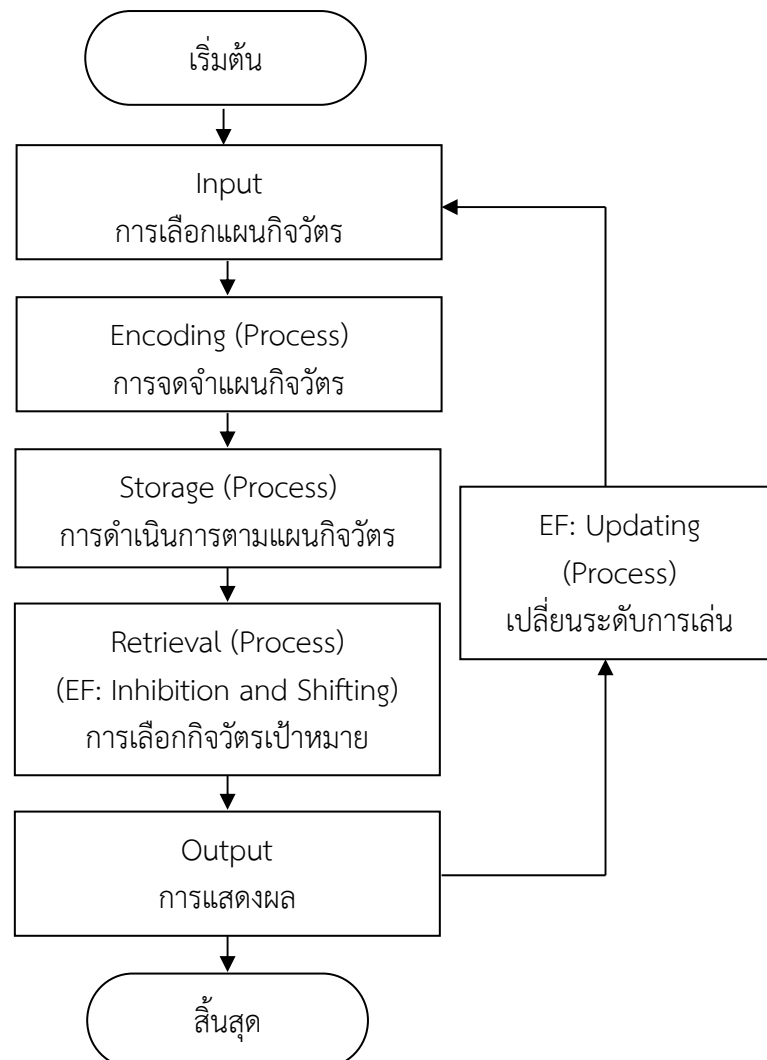 เริ่มต้น
Input
การเลือกแผนกิจวัตร
Encoding (Process)
การจดจำแผนกิจวัตร
Storage (Process)
การดำเนินการตามแผนกิจวัตร
Retrieval (Process)
(EF: Inhibition and Shifting)
การเลือกกิจวัตรเป้าหมาย
Output
การแสดงผล
สิ้นสุด
EF: Updating
(Process)
เปลี่ยนระดับการเล่น